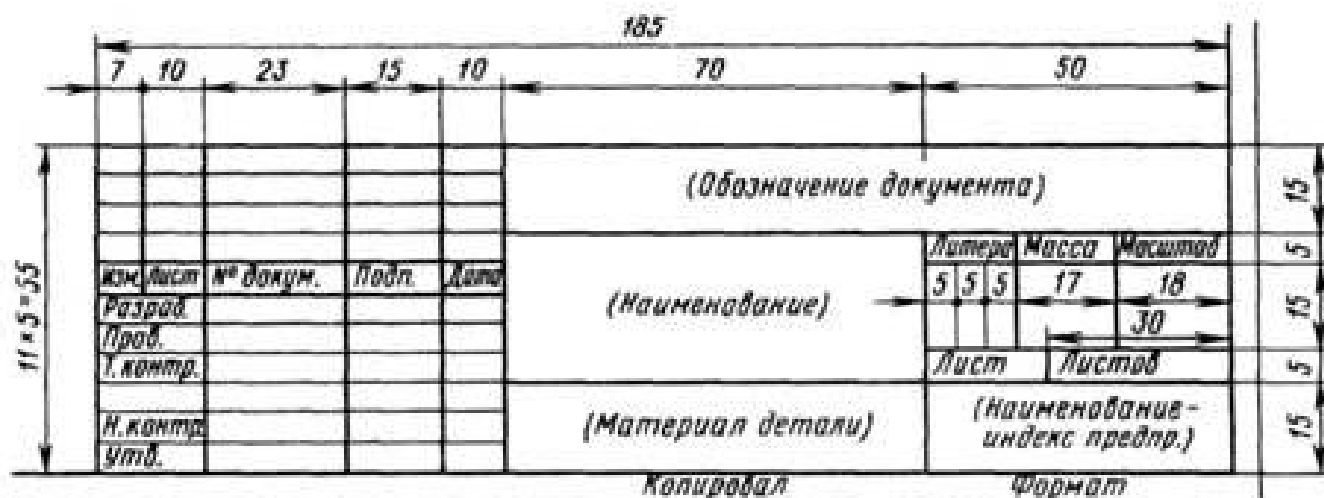 185
7 10 23 15 10 70 50
(Обозначение документа)
15
Литера Масса Масштаб
5
Изм. Лист № докум. Подп. Дата
5 5 5 17 18
15
Разраб.
(Наименование)
30
11×5=55
Пров.
Т. контр.
Лист Листов
5
(Материал детали)
(Наименование-
индекс предпр.)
15
Н. контр.
Утв.
Копировал Формат